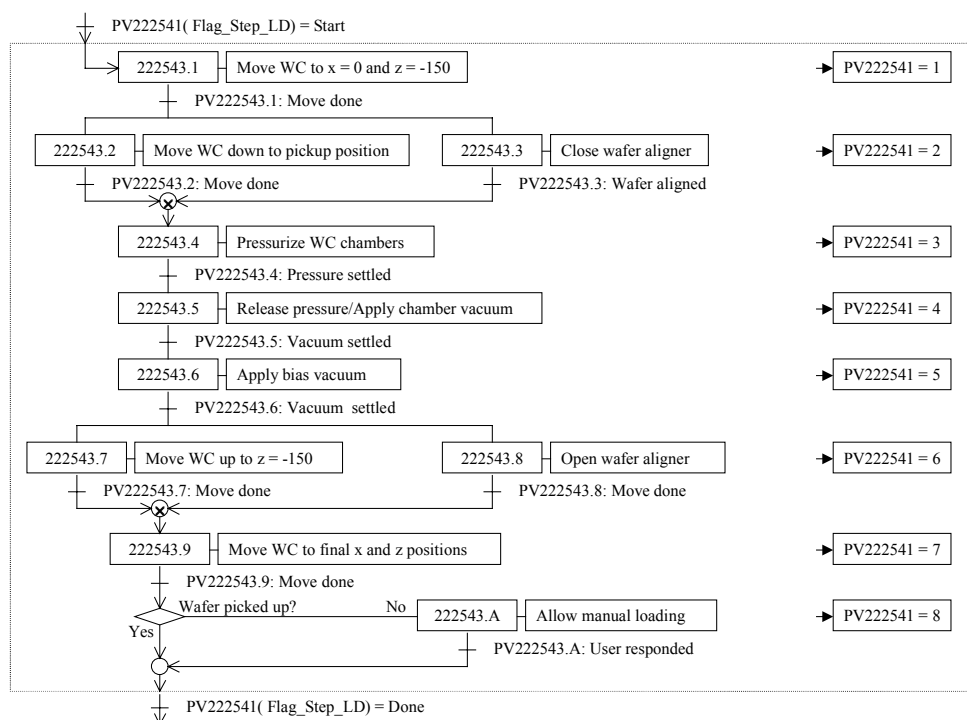 PV222541( Flag_Step_LD) = Start
222543.1 Move WC to x = 0 and z = -150 PV222541 = 1
PV222543.1: Move done
222543.2 Move WC down to pickup position 222543.3 Close wafer aligner PV222541 = 2
PV222543.2: Move done PV222543.3: Wafer aligned
222543.4 Pressurize WC chambers PV222541 = 3
PV222543.4: Pressure settled
222543.5 Release pressure/Apply chamber vacuum PV222541 = 4
PV222543.5: Vacuum settled
222543.6 Apply bias vacuum PV222541 = 5
PV222543.6: Vacuum settled
222543.7 Move WC up to z = -150 222543.8 Open wafer aligner PV222541 = 6
PV222543.7: Move done PV222543.8: Move done
222543.9 Move WC to final x and z positions PV222541 = 7
PV222543.9: Move done
Wafer picked up? No 222543.A Allow manual loading PV222541 = 8
Yes
PV222543.A: User responded
PV222541( Flag_Step_LD) = Done